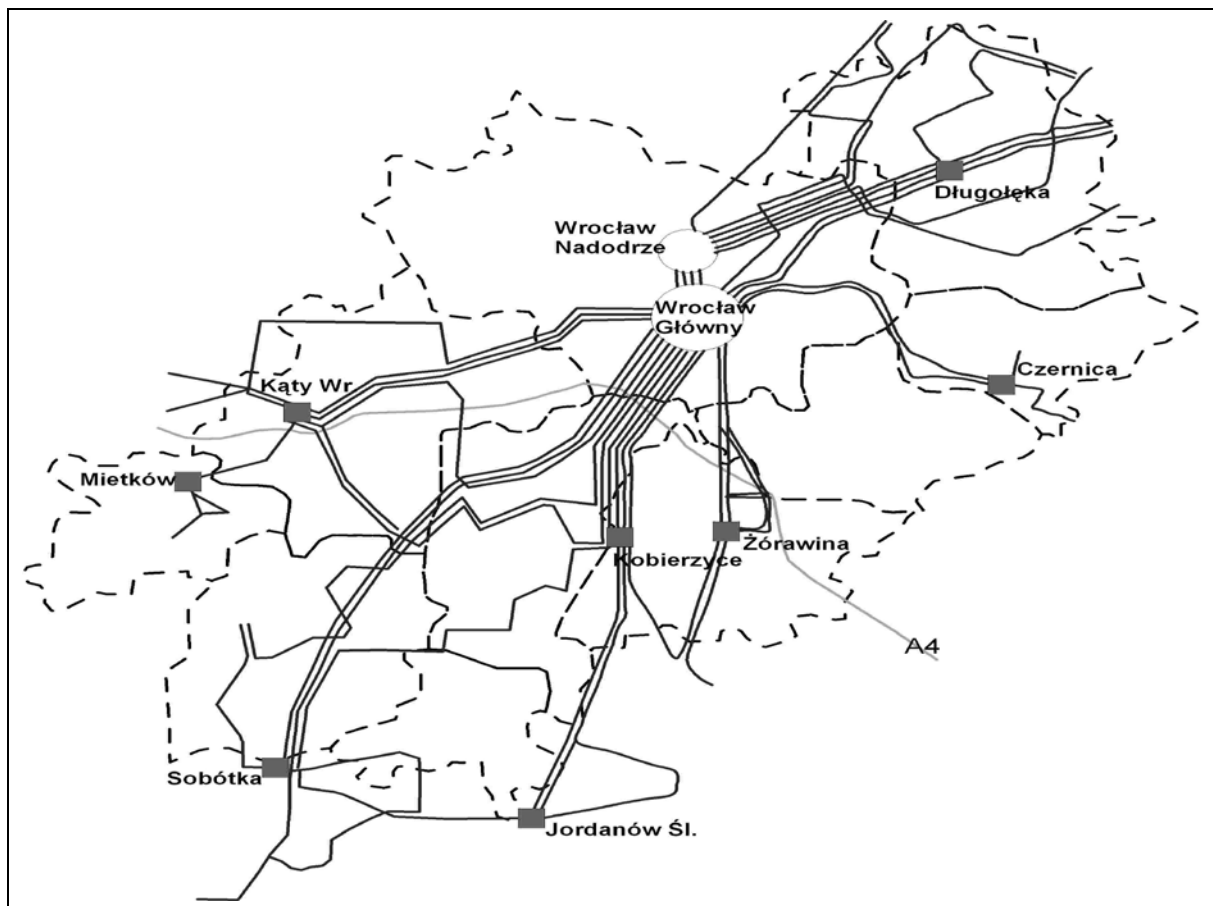 Długołęka
Wrocław
Nadodrze
Wrocław
Główny
Czernica
Kąty Wr.
Mietków
Żórawina
Kobierzyce
A4
Sobótka
Jordanów Śl.